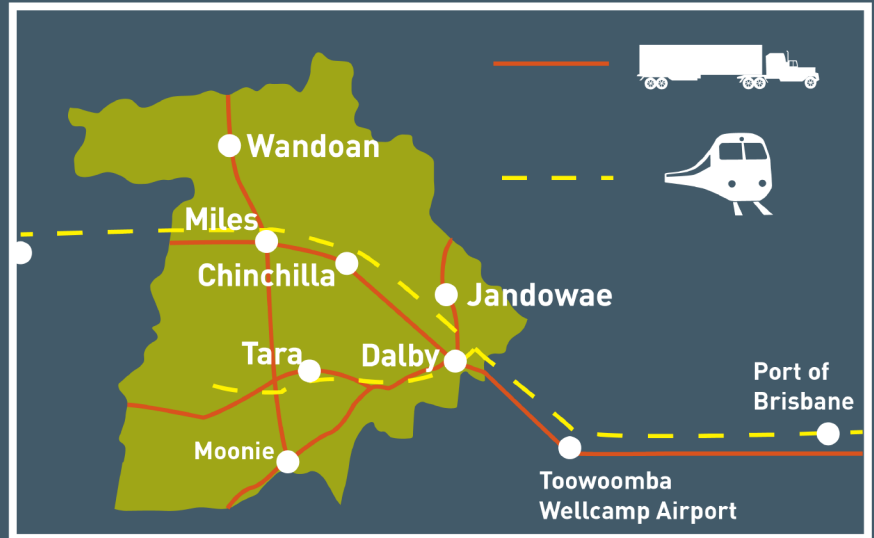 Wandoan
Miles
Chinchilla
Jandowae
Tara
Dalby
Moonie
Port of
Brisbane
Toowoomba
Wellcamp Airport